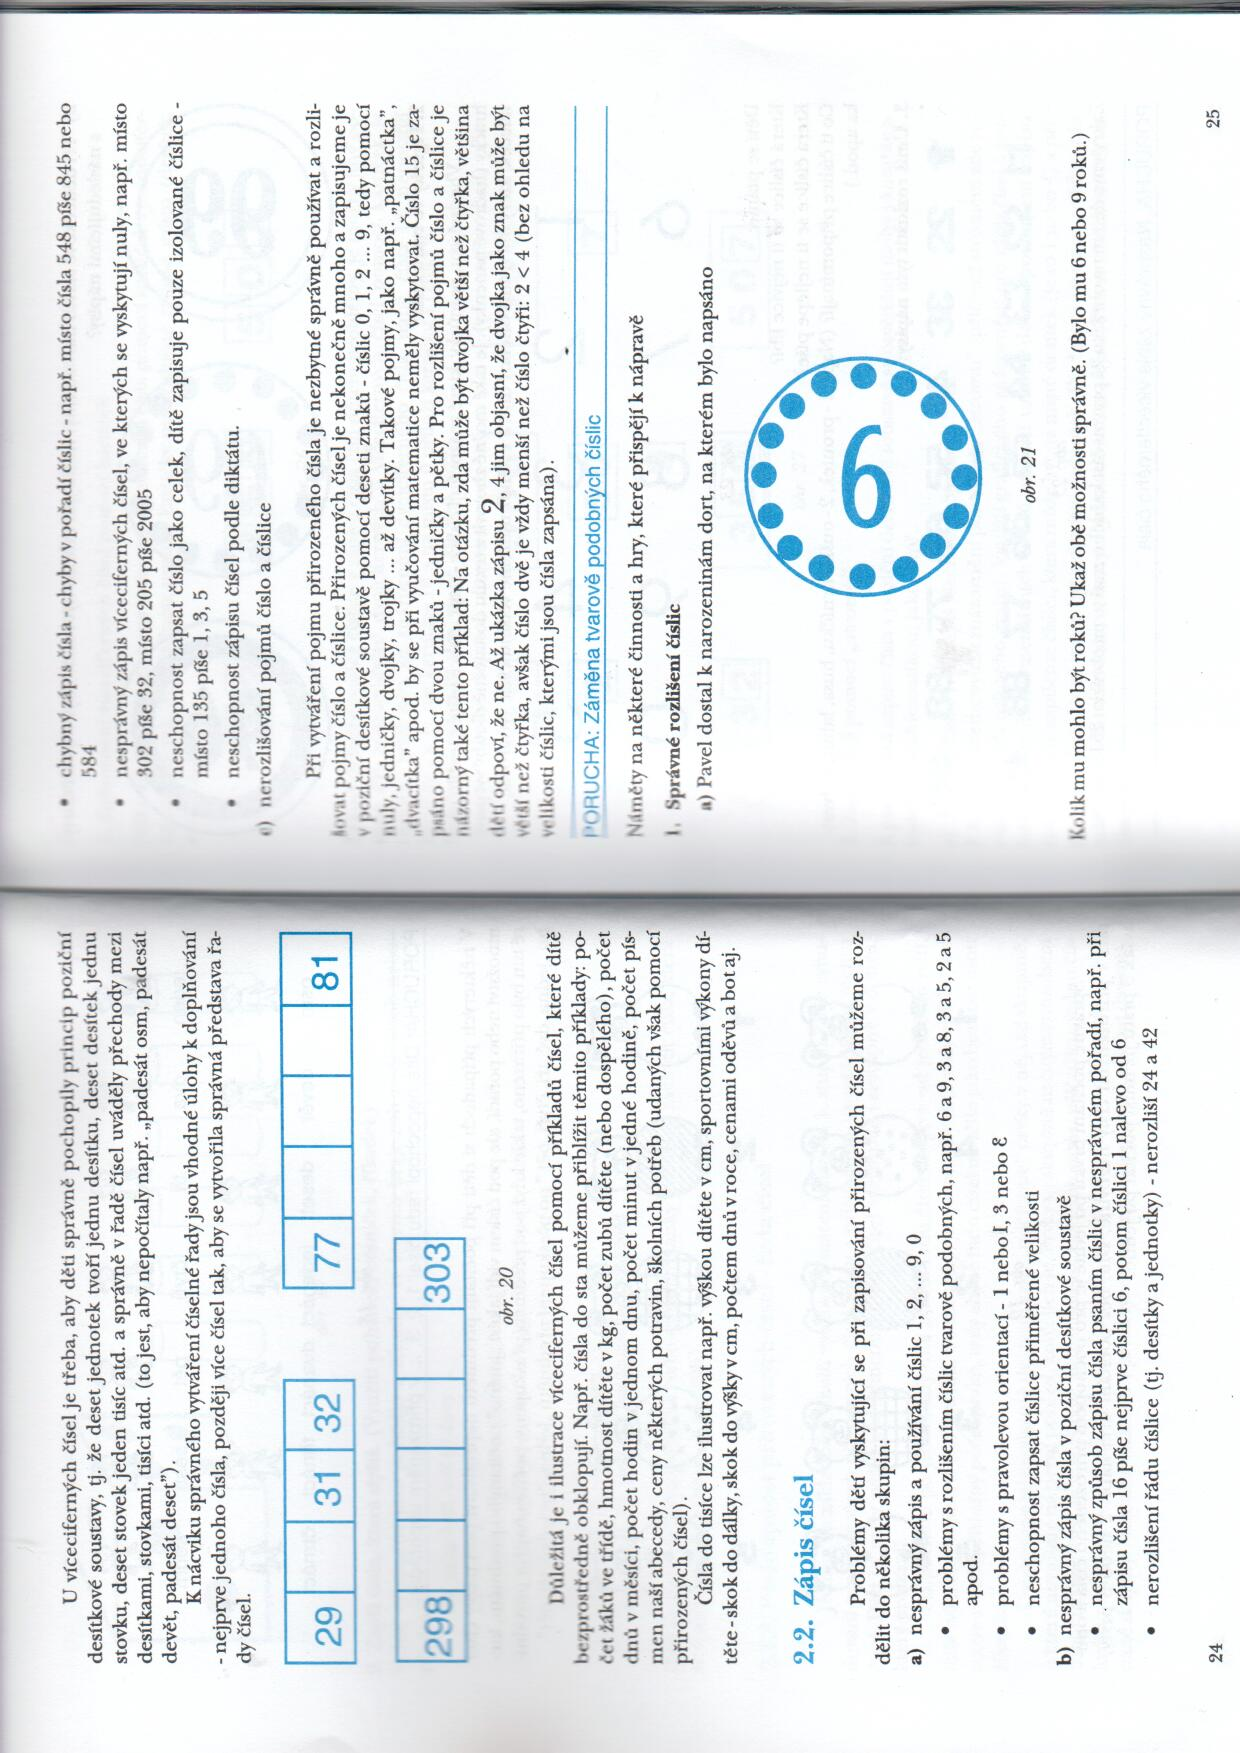 U víceciferných čísel je třeba, aby děti správně pochopily princip poziční
desítkové soustavy, tj. že deset jednotek tvoří jednu desítku, deset desítek jednu
stovku, deset stovek jeden tisíc atd. a správně v řadě čísel uváděly přechody mezi
desítkami, stovkami, tisíci atd. (to jest, aby nepočítaly např. „padesát osm, padesát
devět, padesát deset”).
K nácviku správného vytváření číselné řady jsou vhodné úlohy k doplňování
- nejprve jednoho čísla, později více čísel tak, aby se vytvořila správná představa řa-
dy čísel.
29 31 32 77 81
298 303
obr. 20
Důležitá je i ilustrace víceciferných čísel pomocí příkladů čísel, které dítě
bezprostředně obklopují. Např. čísla do sta můžeme přiblížit těmito příklady: po-
čet žáků ve třídě, hmotnost dítěte v kg, počet zubů dítěte (nebo dospělého), počet
dnů v měsíci, počet hodin v jednom dnu, počet minut v jedné hodině, počet pís-
men naší abecedy, ceny některých potravin, školních potřeb (udaných však pomocí
přirozených čísel).
Čísla do tisíce lze ilustrovat např. výškou dítěte v cm, sportovními výkony dí-
těte - skok do dálky, skok do výšky v cm, počtem dnů v roce, cenami oděvů a bot aj.
2.2. Zápis čísel
Problémy dětí vyskytující se při zapisování přirozených čísel můžeme roz-
dělit do několika skupin:
a) nesprávný zápis a používání číslic 1, 2, ... 9, 0
• problémy s rozlišením číslic tvarově podobných, např. 6 a 9, 3 a 8, 3 a 5, 2 a 5
apod.
• problémy s pravolevou orientací - 1 nebo l, 3 nebo Ɛ
• neschopnost zapsat číslice přiměřené velikosti
b) nesprávný zápis čísla v poziční desítkové soustavě
• nesprávný způsob zápisu čísla psaním číslic v nesprávném pořadí, např. při
zápisu čísla 16 píše nejprve číslici 6, potom číslici 1 nalevo od 6
• nerozlišení řádu číslice (tj. desítky a jednotky) - nerozliší 24 a 42
24
• chybný zápis čísla - chyby v pořadí číslic - např. místo čísla 548 píše 845 nebo
584
• nesprávný zápis víceciferných čísel, ve kterých se vyskytují nuly, např. místo
302 píše 32, místo 205 píše 2005
• neschopnost zapsat číslo jako celek, dítě zapisuje pouze izolované číslice -
místo 135 píše 1, 3, 5
• neschopnost zápisu čísel podle diktátu.
c) nerozlišování pojmů číslo a číslice
Při vytváření pojmu přirozeného čísla je nezbytné správně používat a rozli-
šovat pojmy číslo a číslice. Přirozených čísel je nekonečně mnoho a zapisujeme je
v poziční desítkové soustavě pomocí deseti znaků - číslic 0, 1, 2 ... 9, tedy pomocí
nuly, jedničky, dvojky, trojky ... až devítky. Takové pojmy, jako např. „patnáctka”,
„dvacítka” apod. by se při vyučování matematice neměly vyskytovat. Číslo 15 je za-
psáno pomocí dvou znaků - jedničky a pětky. Pro rozlišení pojmů číslo a číslice je
názorný také tento příklad: Na otázku, zda může být dvojka větší než čtyřka, většina
dětí odpoví, že ne. Až ukázka zápisu 2, 4 jim objasní, že dvojka jako znak může být
větší než čtyřka, avšak číslo dvě je vždy menší než číslo čtyři: 2 < 4 (bez ohledu na
velikosti číslic, kterými jsou čísla zapsána).
PORUCHA: Záměna tvarově podobných číslic
Náměty na některé činnosti a hry, které přispějí k nápravě
1. Správné rozlišení číslic
a) Pavel dostal k narozeninám dort, na kterém bylo napsáno
6
obr. 21
Kolik mu mohlo být roků? Ukaž obě možnosti správně. (Bylo mu 6 nebo 9 roků.)
25